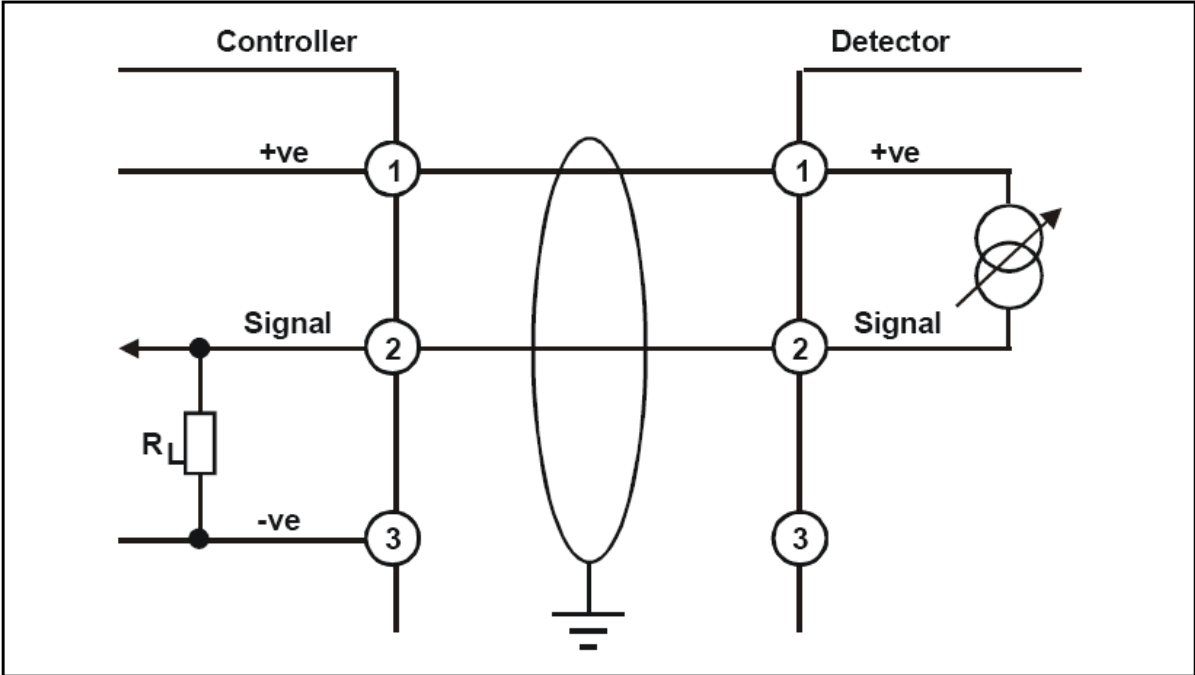 Controller
Detector
+ve
1
1
+ve
Signal
2
2
Signal
RL
-ve
3
3